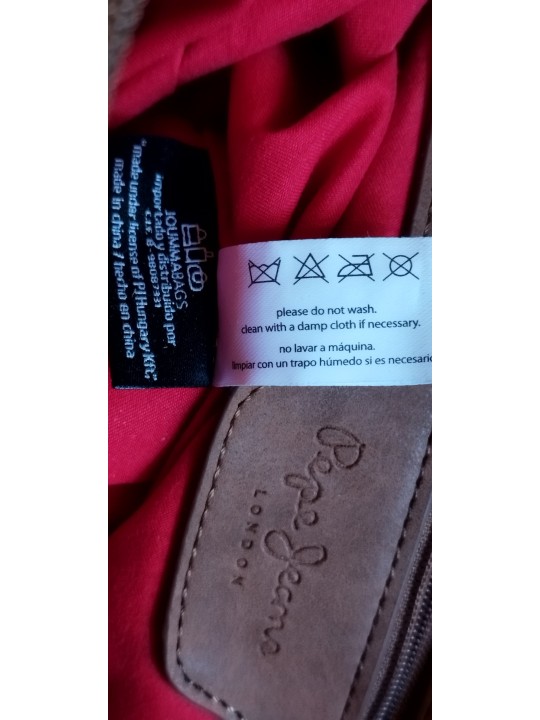 JOUMMABAGS
importado y distribuido por
C.I.F. B-98087331
"made under license of PJ Hungary Kft."
made in china / hecho en china
please do not wash.
clean with a damp cloth if necessary.
no lavar a máquina.
limpiar con un trapo húmedo si es necesario
Pepe Jeans
LONDON